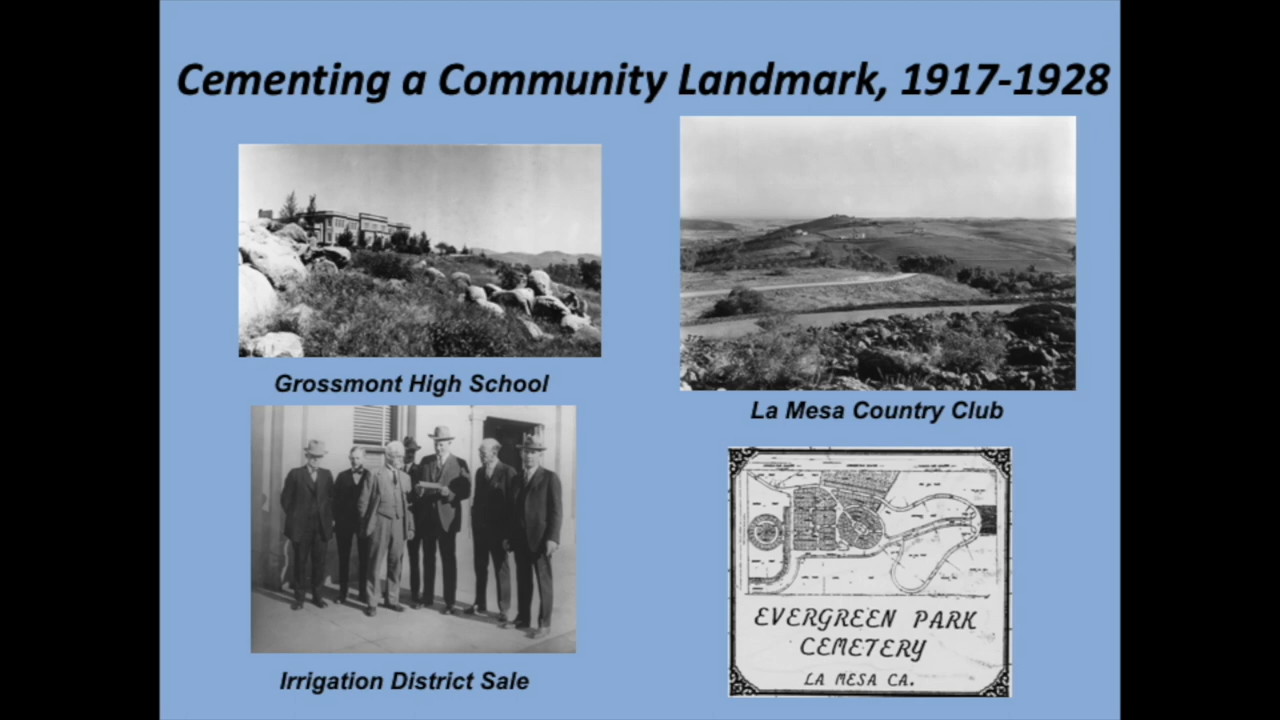 Cementing a Community Landmark, 1917-1928
Grossmont High School
La Mesa Country Club
Irrigation District Sale
EVERGREEN PARK
CEMETERY
LA MESA CA.